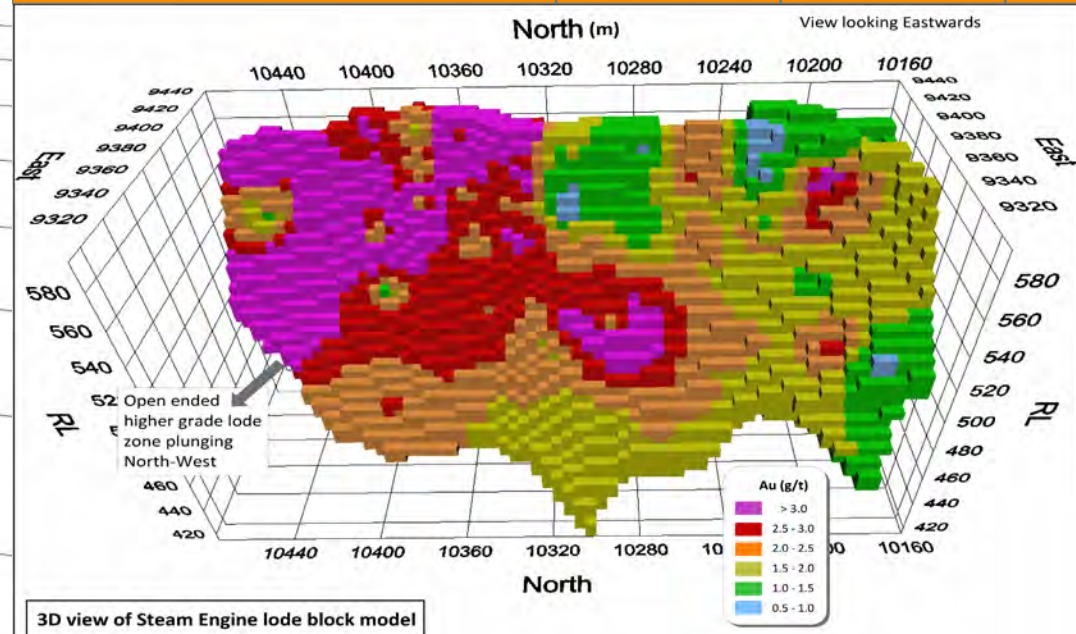 North (m)
View looking Eastwards
10440 10400 10360 10320 10280 10240 10200 10160
9440
9420
9400
9380
9360
9340
9320
East
9440
9420
9400
9380
9360
9340
9320
East
580
560
540
460
440
420
RL
580
560
540
520
500
480
460
440
420
RL
Open ended
higher grade lode
zone plunging
North-West
Au (g/t)
> 3.0
2.5 - 3.0
2.0 - 2.5
1.5 - 2.0
1.0 - 1.5
0.5 - 1.0
10440 10400 10360 10320 10280 10160
North
3D view of Steam Engine lode block model